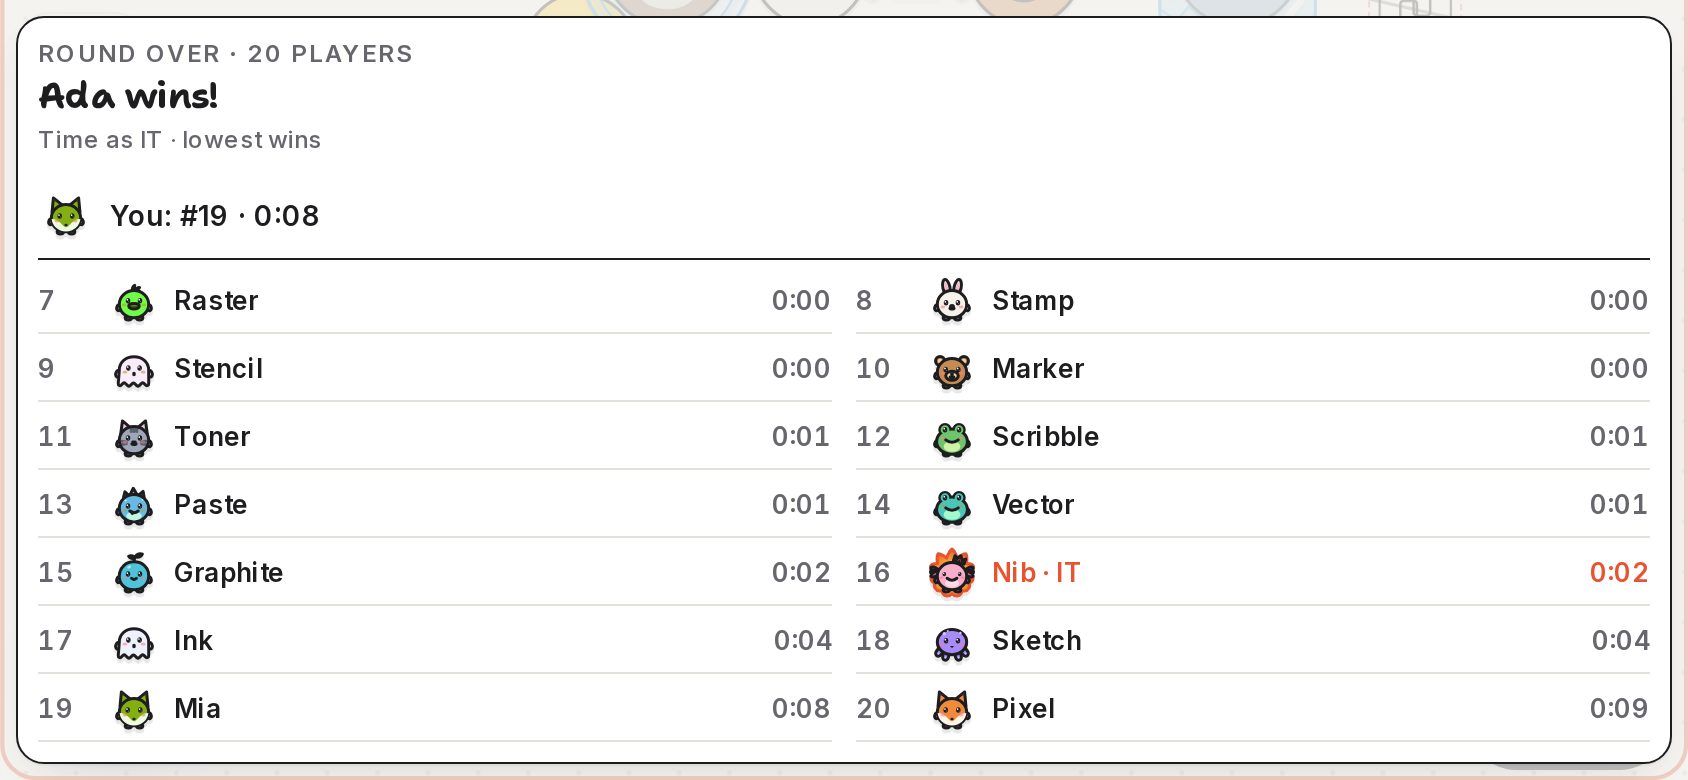 ROUND OVER · 20 PLAYERS
Ada wins!
Time as IT · lowest wins
You: #19 · 0:08
7 Raster 0:00 8 Stamp 0:00
9 Stencil 0:00 10 Marker 0:00
11 Toner 0:01 12 Scribble 0:01
13 Paste 0:01 14 Vector 0:01
15 Graphite 0:02 16 Nib · IT 0:02
17 Ink 0:04 18 Sketch 0:04
19 Mia 0:08 20 Pixel 0:09